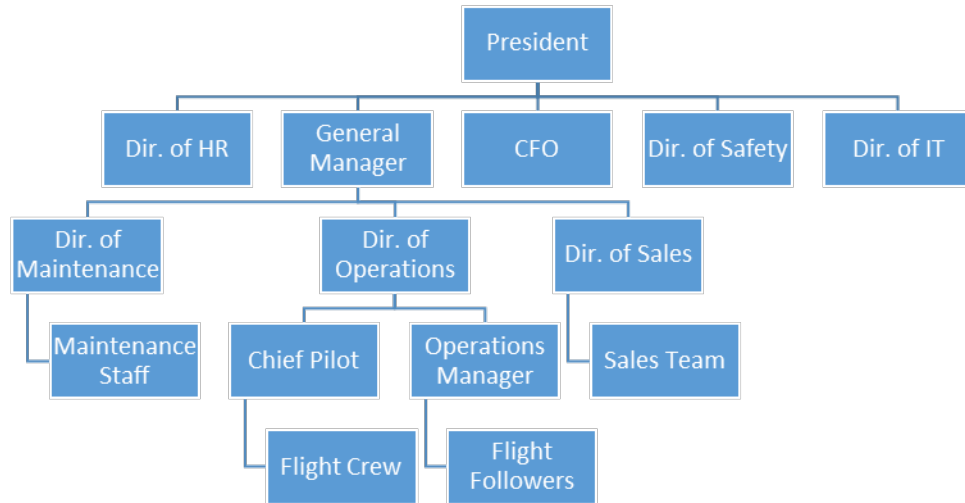 President
Dir. of HR
General
Manager
CFO
Dir. of Safety
Dir. of IT
Dir. of
Maintenance
Dir. of
Operations
Dir. of Sales
Maintenance
Staff
Chief Pilot
Operations
Manager
Sales Team
Flight Crew
Flight
Followers